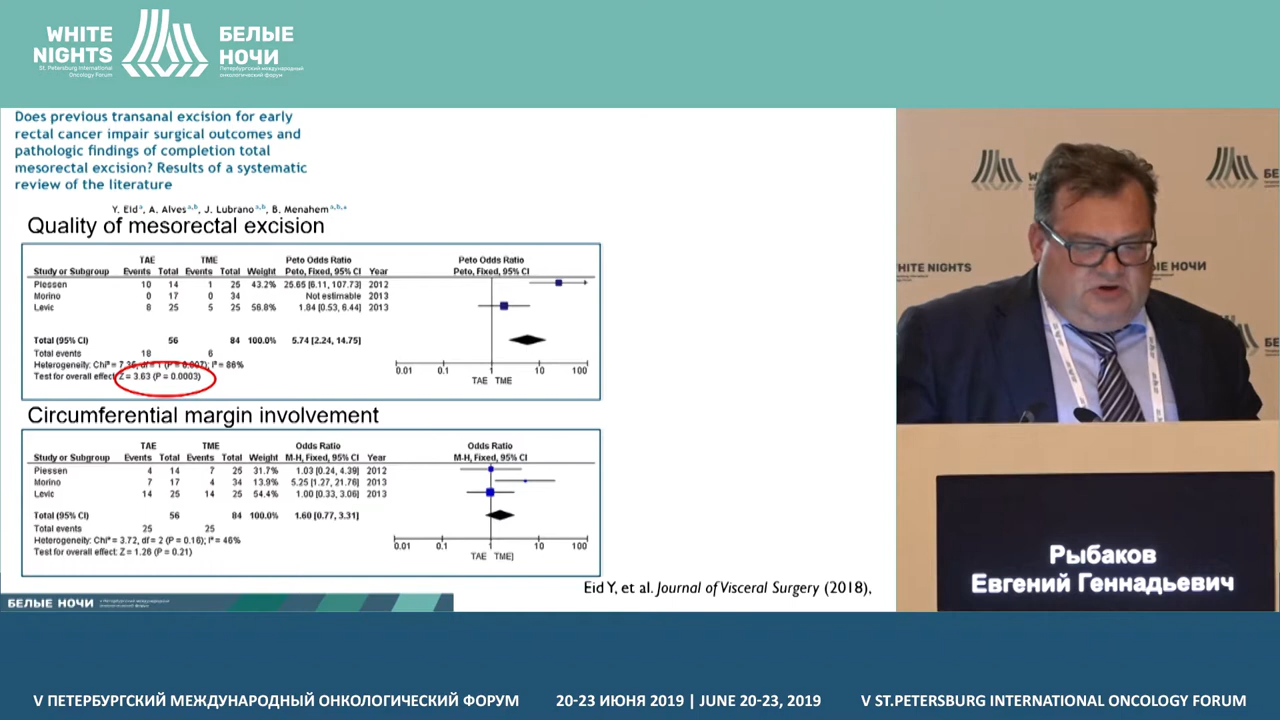 WHITE
NIGHTS
St. Petersburg International
Oncology Forum
БЕЛЫЕ
НОЧИ
Петербургский международный
онкологический форум
Does previous transanal excision for early
rectal cancer impair surgical outcomes and
pathologic findings of completion total
mesorectal excision? Results of a systematic
review of the literature
Y. Eid a, A. Alves a,b, J. Lubrano a,b, B. Menahem a,b,*
Quality of mesorectal excision
TAE TME Peto Odds Ratio Peto Odds Ratio
Study or Subgroup Events Total Events Total Weight Peto, Fixed, 95% CI Year Peto, Fixed, 95% CI
Piessen 10 14 1 25 43.2% 25.65 [6.11, 107.73] 2012
Morino 0 17 0 34 Not estimable 2013
Levic 8 25 5 25 56.8% 1.84 [0.53, 6.44] 2013
Total (95% CI) 56 84 100.0% 5.74 [2.24, 14.75]
Total events 18 6
Heterogeneity: Chi² = 7.36, df = 1 (P = 0.007); I² = 86%
Test for overall effect: Z = 3.63 (P = 0.0003)
0.01 0.1 1 10 100
TAE TME
Circumferential margin involvement
TAE TME Odds Ratio Odds Ratio
Study or Subgroup Events Total Events Total Weight M-H, Fixed, 95% CI Year M-H, Fixed, 95% CI
Piessen 4 14 7 25 31.7% 1.03 [0.24, 4.39] 2012
Morino 7 17 4 34 13.9% 5.25 [1.27, 21.76] 2013
Levic 14 25 14 25 54.4% 1.00 [0.33, 3.06] 2013
Total (95% CI) 56 84 100.0% 1.60 [0.77, 3.31]
Total events 25 25
Heterogeneity: Chi² = 3.72, df = 2 (P = 0.16); I² = 46%
Test for overall effect: Z = 1.26 (P = 0.21)
0.01 0.1 1 10 100
TAE TME]
Eid Y, et al. Journal of Visceral Surgery (2018),
БЕЛЫЕ НОЧИ
WHITE NIGHTS
БЕЛЫЕ НОЧИ
Рыбаков
Евгений Геннадьевич
V ПЕТЕРБУРГСКИЙ МЕЖДУНАРОДНЫЙ ОНКОЛОГИЧЕСКИЙ ФОРУМ 20-23 ИЮНЯ 2019 | JUNE 20-23, 2019 V ST.PETERSBURG INTERNATIONAL ONCOLOGY FORUM